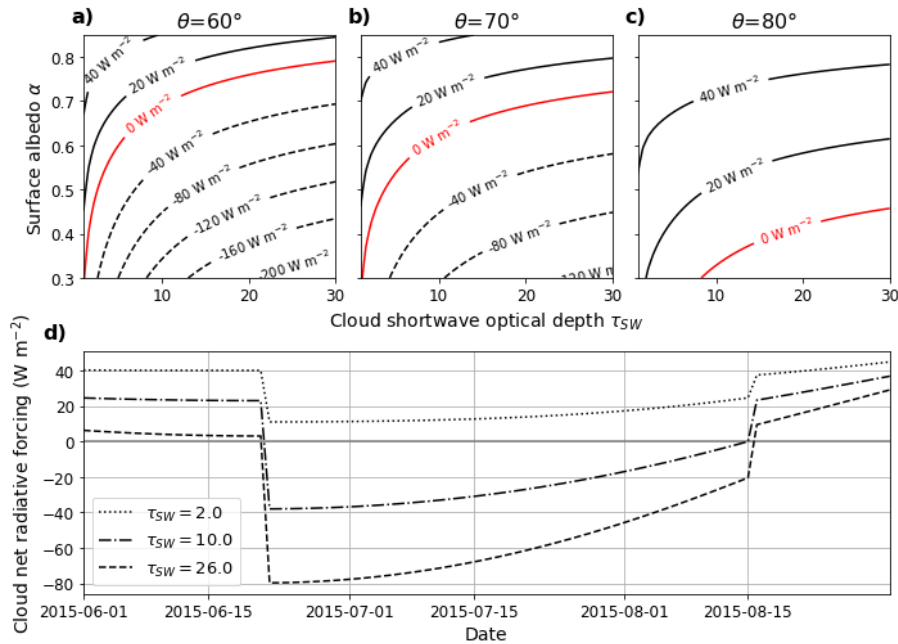 a) θ=60°
b) θ=70°
c) θ=80°
Surface albedo α
0.8
0.7
0.6
0.5
0.4
0.3
40 W m⁻²
20 W m⁻²
0 W m⁻²
-40 W m⁻²
-80 W m⁻²
-120 W m⁻²
-160 W m⁻²
-200 W m⁻²
10 20 30
40 W m⁻²
20 W m⁻²
0 W m⁻²
-40 W m⁻²
-80 W m⁻²
10 20 30
40 W m⁻²
20 W m⁻²
0 W m⁻²
10 20 30
Cloud shortwave optical depth τSW
d)
Cloud net radiative forcing (W m⁻²)
40
20
0
−20
−40
−60
−80
τSW = 2.0
τSW = 10.0
τSW = 26.0
2015-06-01 2015-06-15 2015-07-01 2015-07-15 2015-08-01 2015-08-15
Date